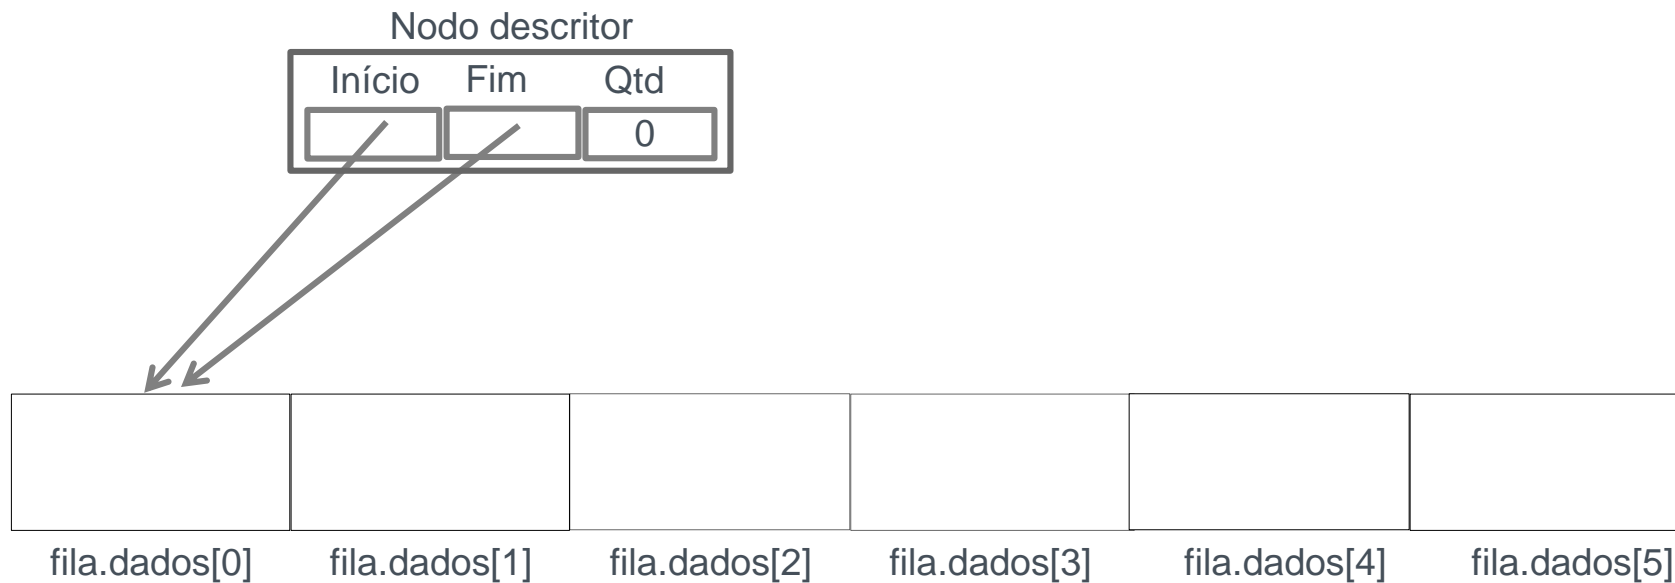 Nodo descritor
Início Fim Qtd
0
fila.dados[0] fila.dados[1] fila.dados[2] fila.dados[3] fila.dados[4] fila.dados[5]